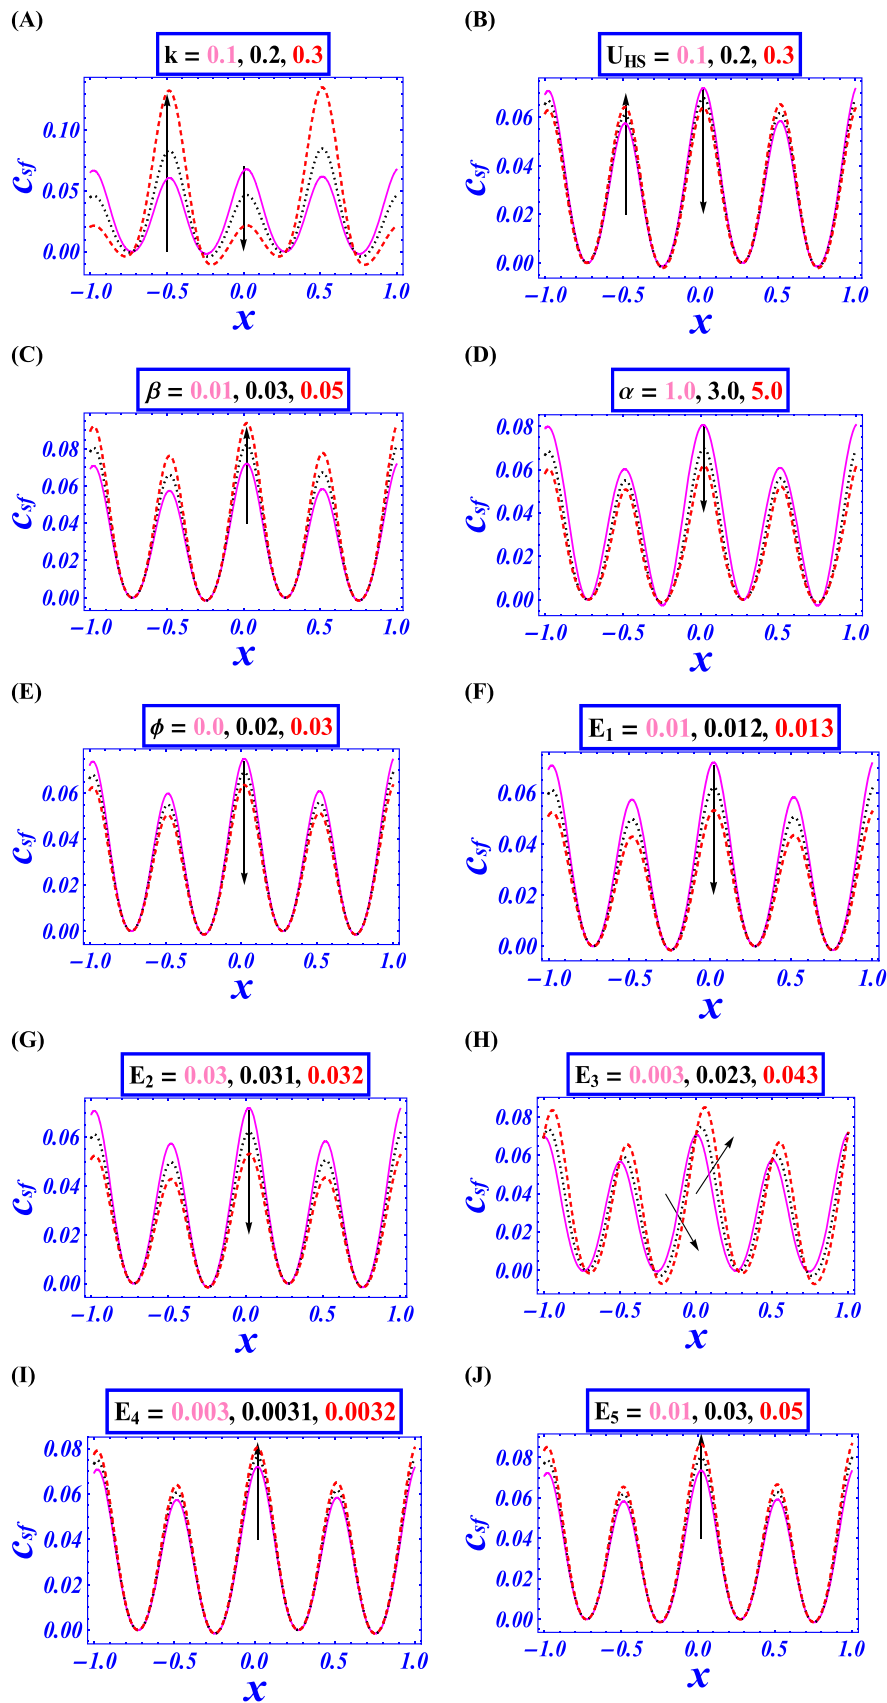 (A)
k = 0.1, 0.2, 0.3
0.10
0.05
0.00
c_sf
−1.0 −0.5 0.0 0.5 1.0
x
(B)
U_HS = 0.1, 0.2, 0.3
0.06
0.04
0.02
0.00
c_sf
−1.0 −0.5 0.0 0.5 1.0
x
(C)
β = 0.01, 0.03, 0.05
0.08
0.06
0.04
0.02
0.00
c_sf
−1.0 −0.5 0.0 0.5 1.0
x
(D)
α = 1.0, 3.0, 5.0
0.08
0.06
0.04
0.02
0.00
c_sf
−1.0 −0.5 0.0 0.5 1.0
x
(E)
ϕ = 0.0, 0.02, 0.03
0.06
0.04
0.02
0.00
c_sf
−1.0 −0.5 0.0 0.5 1.0
x
(F)
E₁ = 0.01, 0.012, 0.013
0.06
0.04
0.02
0.00
c_sf
−1.0 −0.5 0.0 0.5 1.0
x
(G)
E₂ = 0.03, 0.031, 0.032
0.06
0.04
0.02
0.00
c_sf
−1.0 −0.5 0.0 0.5 1.0
x
(H)
E₃ = 0.003, 0.023, 0.043
0.08
0.06
0.04
0.02
0.00
c_sf
−1.0 −0.5 0.0 0.5 1.0
x
(I)
E₄ = 0.003, 0.0031, 0.0032
0.08
0.06
0.04
0.02
0.00
c_sf
−1.0 −0.5 0.0 0.5 1.0
x
(J)
E₅ = 0.01, 0.03, 0.05
0.08
0.06
0.04
0.02
0.00
c_sf
−1.0 −0.5 0.0 0.5 1.0
x